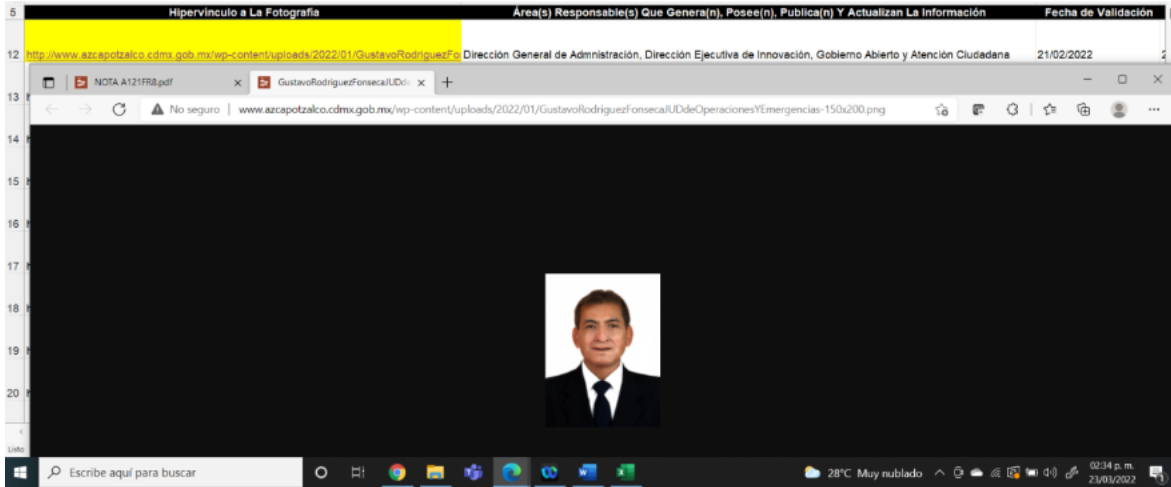 5 Hipervínculo a La Fotografía Área(s) Responsable(s) Que Genera(n), Posee(n), Publica(n) Y Actualizan La Información Fecha de Validación
12 http://www.azcapotzalco.cdmx.gob.mx/wp-content/uploads/2022/01/GustavoRodriguezFo Dirección General de Admnistración, Dirección Ejecutiva de Innovación, Gobierno Abierto y Atención Ciudadana 21/02/2022 2
NOTA A121FR8.pdf GustavoRodriguezFonsecaJUDde
13
No seguro www.azcapotzalco.cdmx.gob.mx/wp-content/uploads/2022/01/GustavoRodriguezFonsecaJUDdeOperacionesYEmergencias-150x200.png
14
15
16
17
18
19
20
Listo
Escribe aquí para buscar 28°C Muy nublado 02:34 p. m.
23/03/2022